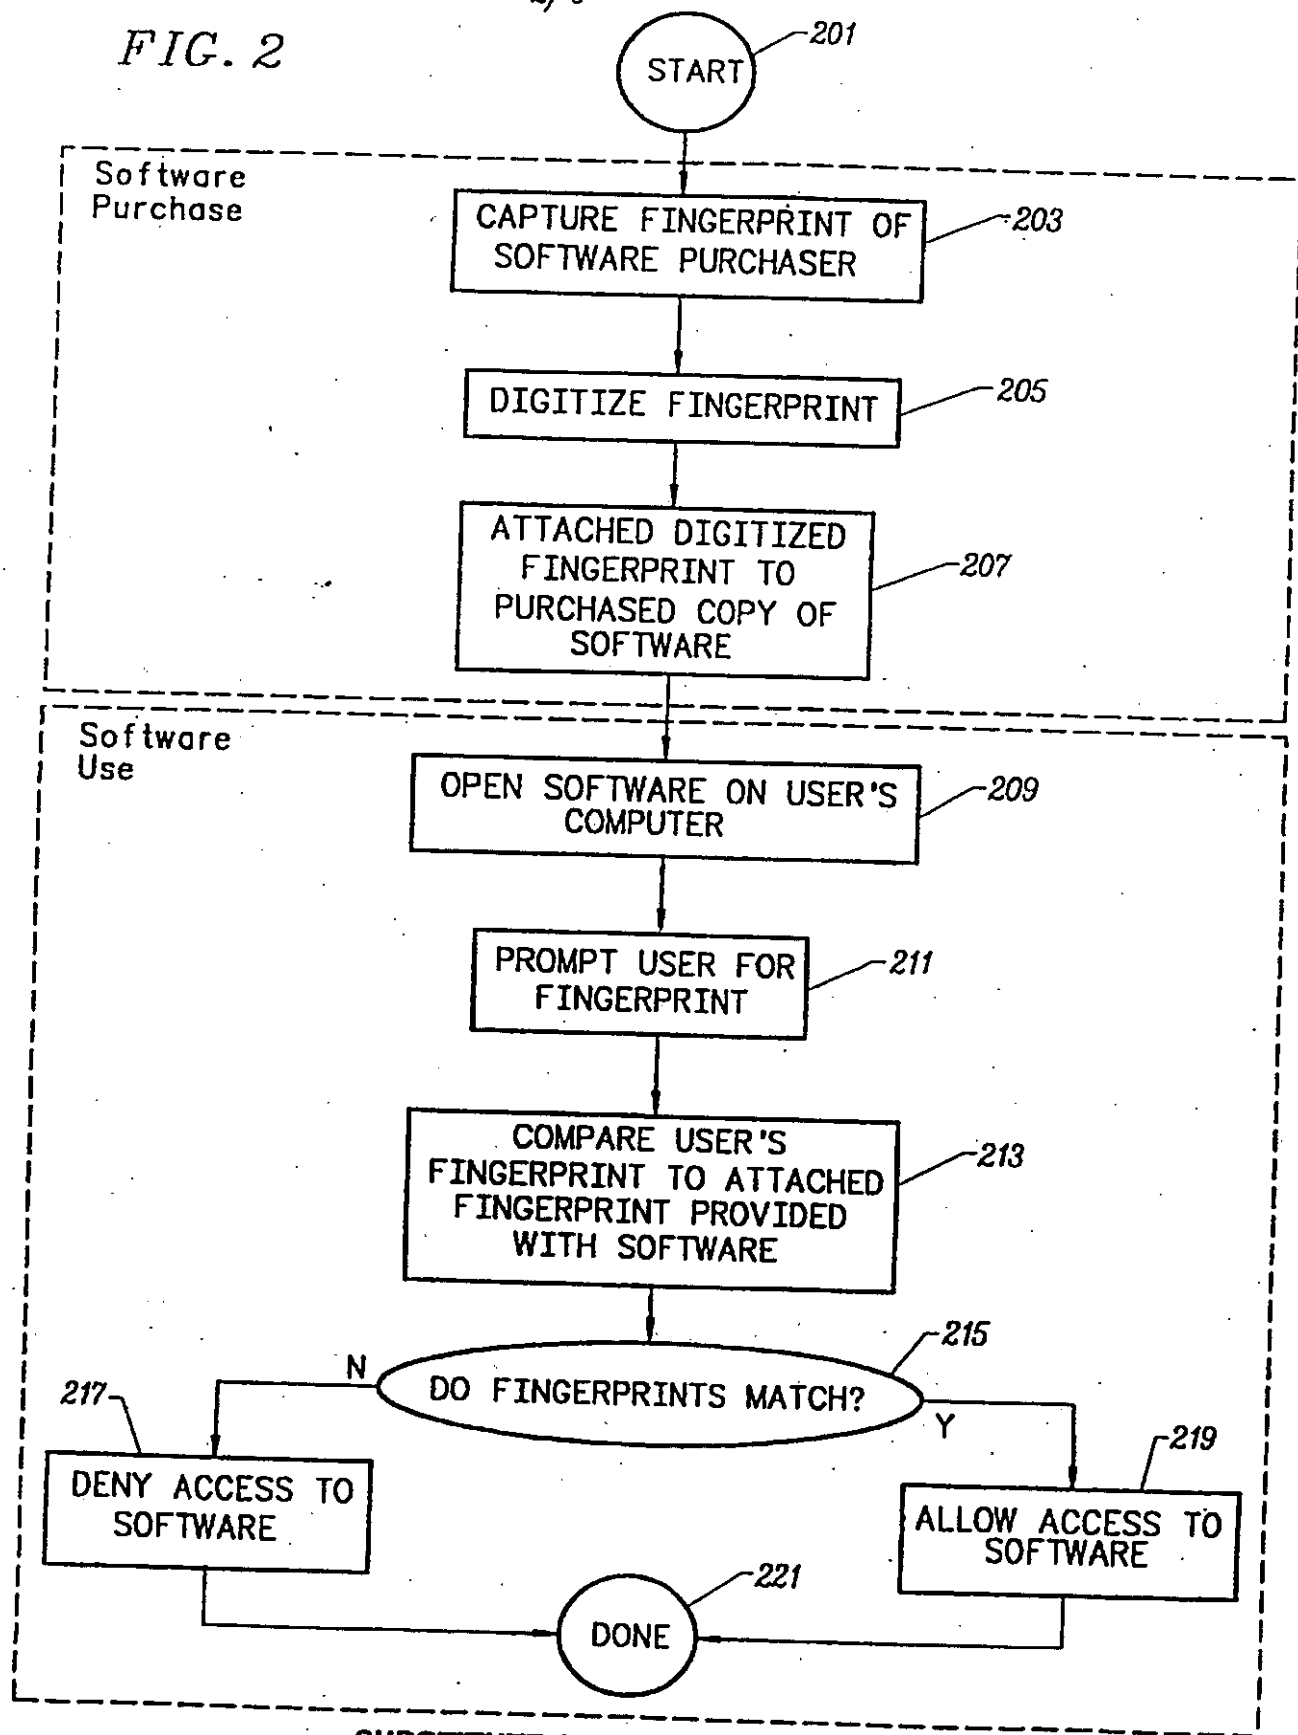 FIG. 2
START
201
Software
Purchase
CAPTURE FINGERPRINT OF
SOFTWARE PURCHASER
203
DIGITIZE FINGERPRINT
205
ATTACHED DIGITIZED
FINGERPRINT TO
PURCHASED COPY OF
SOFTWARE
207
Software
Use
OPEN SOFTWARE ON USER'S
COMPUTER
209
PROMPT USER FOR
FINGERPRINT
211
COMPARE USER'S
FINGERPRINT TO ATTACHED
FINGERPRINT PROVIDED
WITH SOFTWARE
213
DO FINGERPRINTS MATCH?
215
N
Y
217
DENY ACCESS TO
SOFTWARE
219
ALLOW ACCESS TO
SOFTWARE
DONE
221